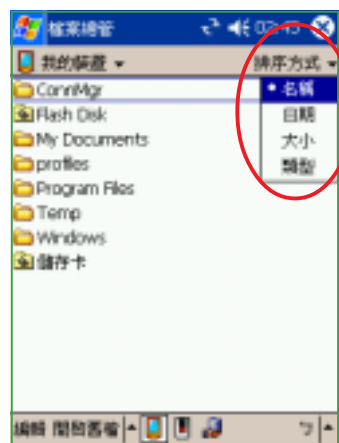 檔案總管 02:45
我的裝置 排序方式
ConnMgr
Flash Disk
My Documents
profiles
Program Files
Temp
Windows
儲存卡
名稱
日期
大小
類型
編輯 開啟舊檔 ㄅ